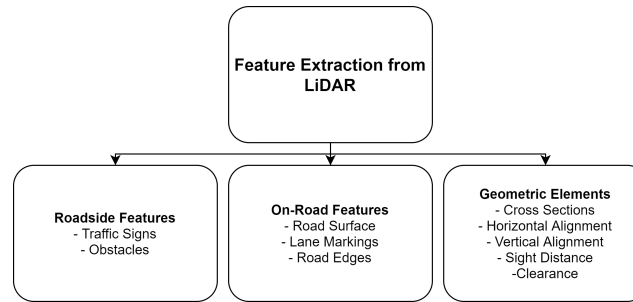 Feature Extraction from
LiDAR
Roadside Features
- Traffic Signs
- Obstacles
On-Road Features
- Road Surface
- Lane Markings
- Road Edges
Geometric Elements
- Cross Sections
- Horizontal Alignment
- Vertical Alignment
- Sight Distance
-Clearance